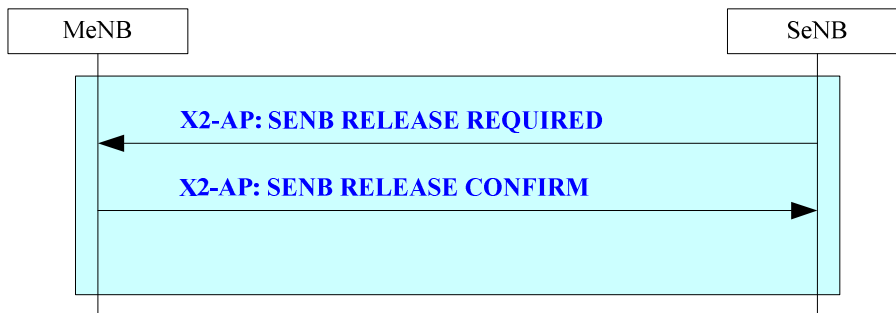 MeNB
SeNB
X2-AP: SENB RELEASE REQUIRED
X2-AP: SENB RELEASE CONFIRM